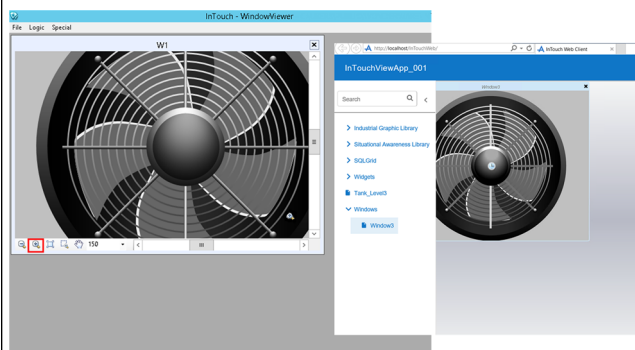 InTouch - WindowViewer
File Logic Special
W1
150
http://localhost/InTouchWeb/
InTouch Web Client
InTouchViewApp_001
Search
Industrial Graphic Library
Situational Awareness Library
SQLGrid
Widgets
Tank_Level3
Windows
Window3
Window3